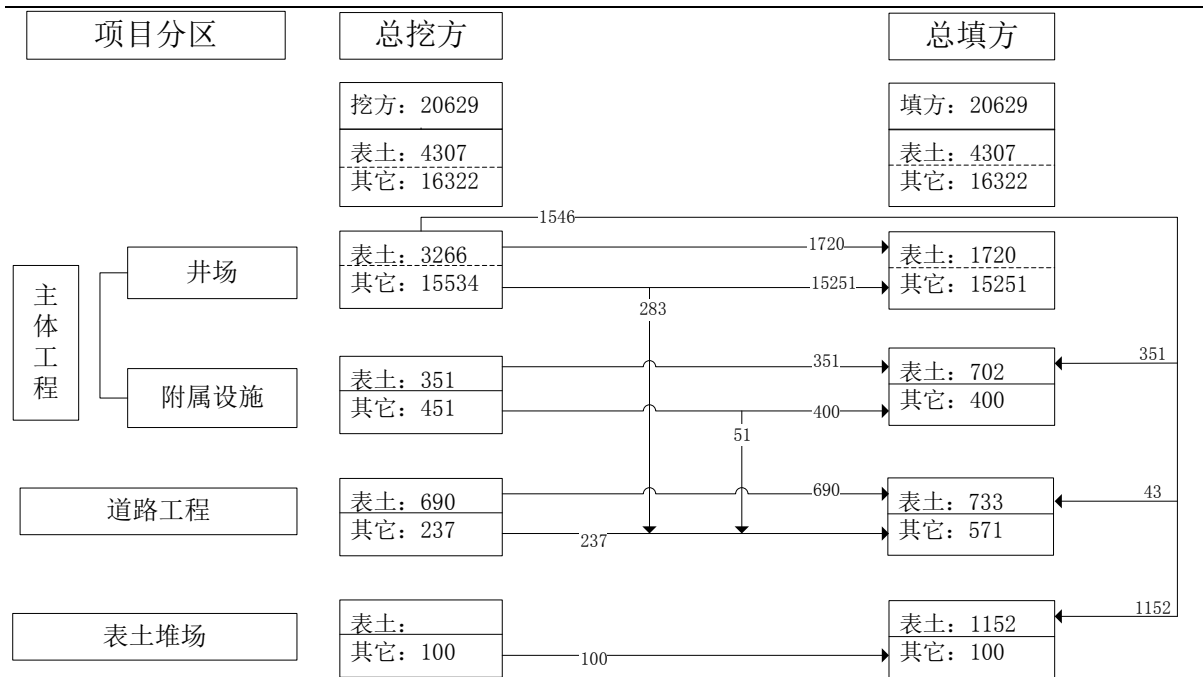 项目分区
总挖方
总填方
挖方：20629
填方：20629
表土：4307
其它：16322
表土：4307
其它：16322
1546
主体工程
井场
表土：3266
其它：15534
1720
15251
表土：1720
其它：15251
283
附属设施
表土：351
其它：451
351
400
51
表土：702
其它：400
351
道路工程
表土：690
其它：237
690
237
表土：733
其它：571
43
表土堆场
表土：
其它：100
100
表土：1152
其它：100
1152